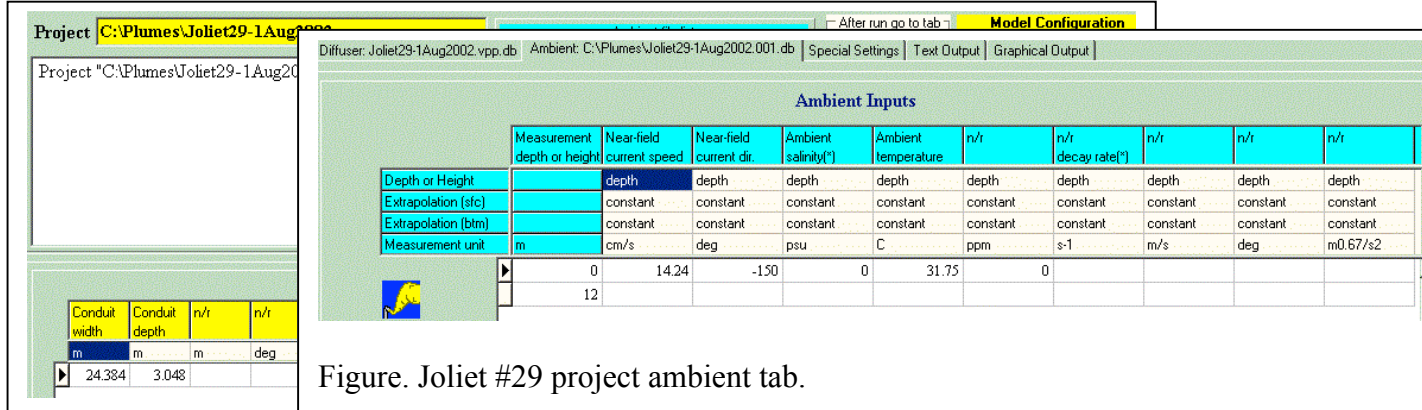 Project C:\Plumes\Joliet29-1Aug2002
After run go to tab
Model Configuration
Project "C:\Plumes\Joliet29-1Aug20
Diffuser: Joliet29-1Aug2002.vpp.db Ambient: C:\Plumes\Joliet29-1Aug2002.001.db Special Settings Text Output Graphical Output
Ambient Inputs
Measurement depth or height Near-field current speed Near-field current dir. Ambient salinity(*) Ambient temperature n/r n/r decay rate(*) n/r n/r n/r
Depth or Height depth depth depth depth depth depth depth depth depth
Extrapolation (sfc) constant constant constant constant constant constant constant constant constant
Extrapolation (btm) constant constant constant constant constant constant constant constant constant
Measurement unit m cm/s deg psu C ppm s-1 m/s deg m0.67/s2
0 14.24 -150 0 31.75 0
12
Conduit width Conduit depth n/r n/r
m m m deg
24.384 3.048
Figure. Joliet #29 project ambient tab.